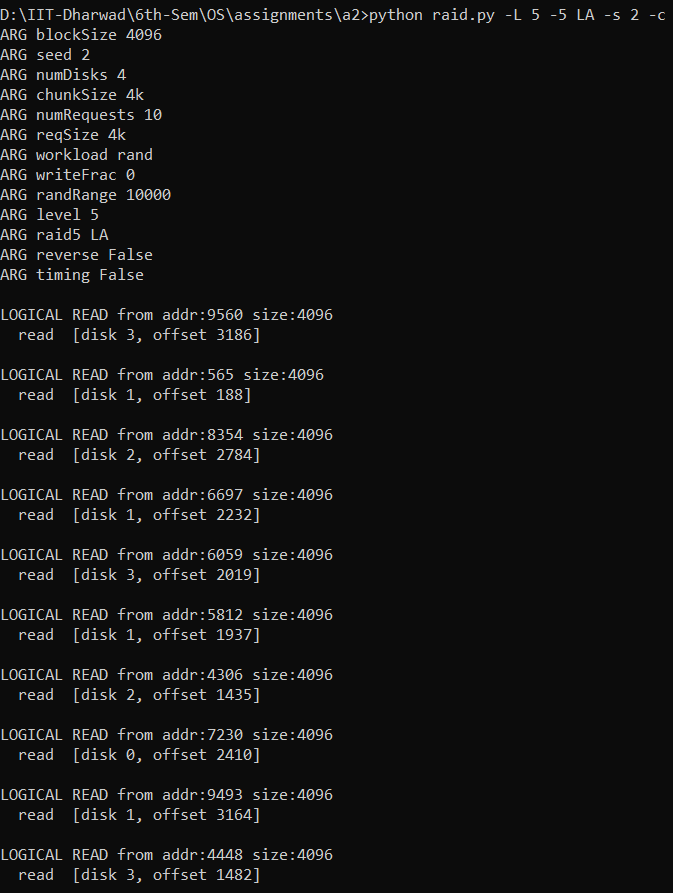 D:\IIT-Dharwad\6th-Sem\OS\assignments\a2>python raid.py -L 5 -5 LA -s 2 -c
ARG blockSize 4096
ARG seed 2
ARG numDisks 4
ARG chunkSize 4k
ARG numRequests 10
ARG reqSize 4k
ARG workload rand
ARG writeFrac 0
ARG randRange 10000
ARG level 5
ARG raid5 LA
ARG reverse False
ARG timing False
LOGICAL READ from addr:9560 size:4096
read [disk 3, offset 3186]
LOGICAL READ from addr:565 size:4096
read [disk 1, offset 188]
LOGICAL READ from addr:8354 size:4096
read [disk 2, offset 2784]
LOGICAL READ from addr:6697 size:4096
read [disk 1, offset 2232]
LOGICAL READ from addr:6059 size:4096
read [disk 3, offset 2019]
LOGICAL READ from addr:5812 size:4096
read [disk 1, offset 1937]
LOGICAL READ from addr:4306 size:4096
read [disk 2, offset 1435]
LOGICAL READ from addr:7230 size:4096
read [disk 0, offset 2410]
LOGICAL READ from addr:9493 size:4096
read [disk 1, offset 3164]
LOGICAL READ from addr:4448 size:4096
read [disk 3, offset 1482]